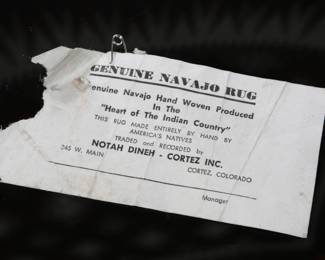 GENUINE NAVAJO RUG
Genuine Navajo Hand Woven Produced
In The
"Heart of The Indian Country"
THIS RUG MADE ENTIRELY BY HAND BY
AMERICA'S NATIVES
TRADED and RECORDED by
NOTAH DINEH - CORTEZ INC.
345 W. MAIN CORTEZ, COLORADO
Manager